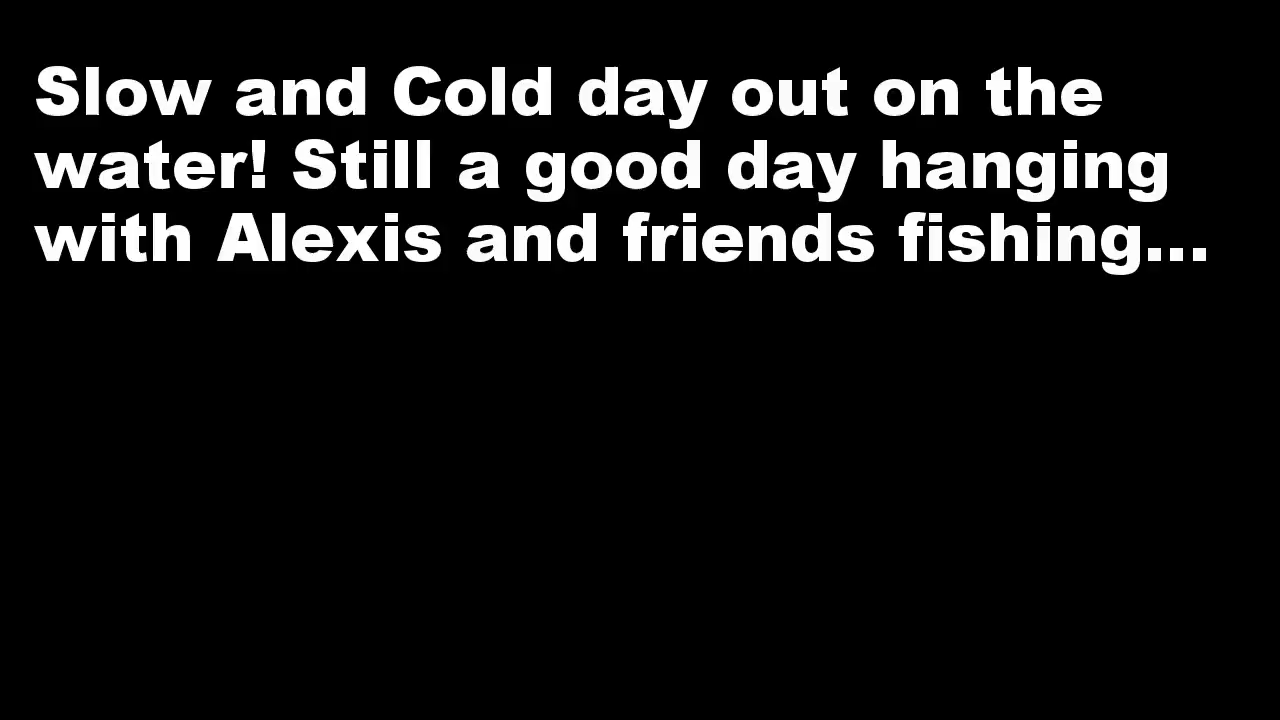 Slow and Cold day out on the
water! Still a good day hanging
with Alexis and friends fishing...